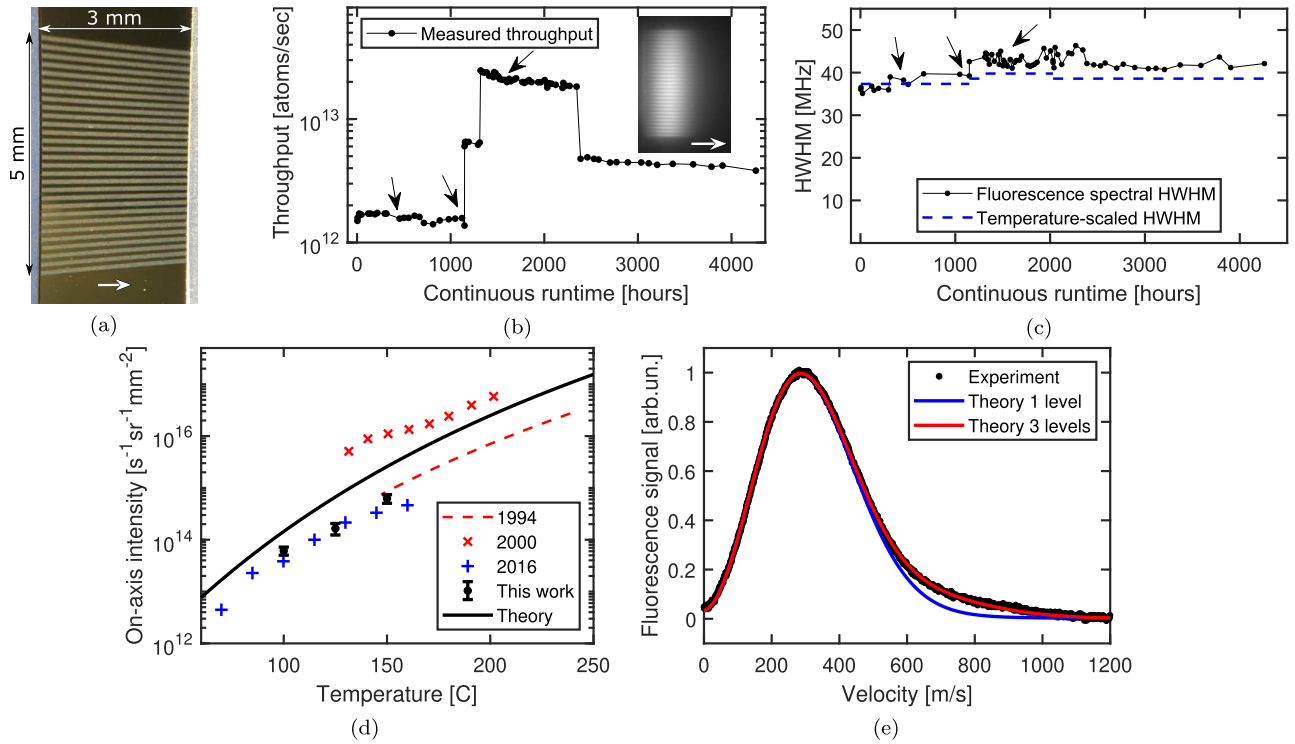 3 mm
5 mm
(a)
Throughput [atoms/sec]
10^13
10^12
Measured throughput
0 1000 2000 3000 4000
Continuous runtime [hours]
(b)
HWHM [MHz]
50
40
30
20
10
Fluorescence spectral HWHM
Temperature-scaled HWHM
0 1000 2000 3000 4000
Continuous runtime [hours]
(c)
On-axis intensity [s^-1sr^-1mm^-2]
10^16
10^14
10^12
1994
2000
2016
This work
Theory
100 150 200 250
Temperature [C]
(d)
Fluorescence signal [arb.un.]
1
0.8
0.6
0.4
0.2
0
Experiment
Theory 1 level
Theory 3 levels
0 200 400 600 800 1000 1200
Velocity [m/s]
(e)